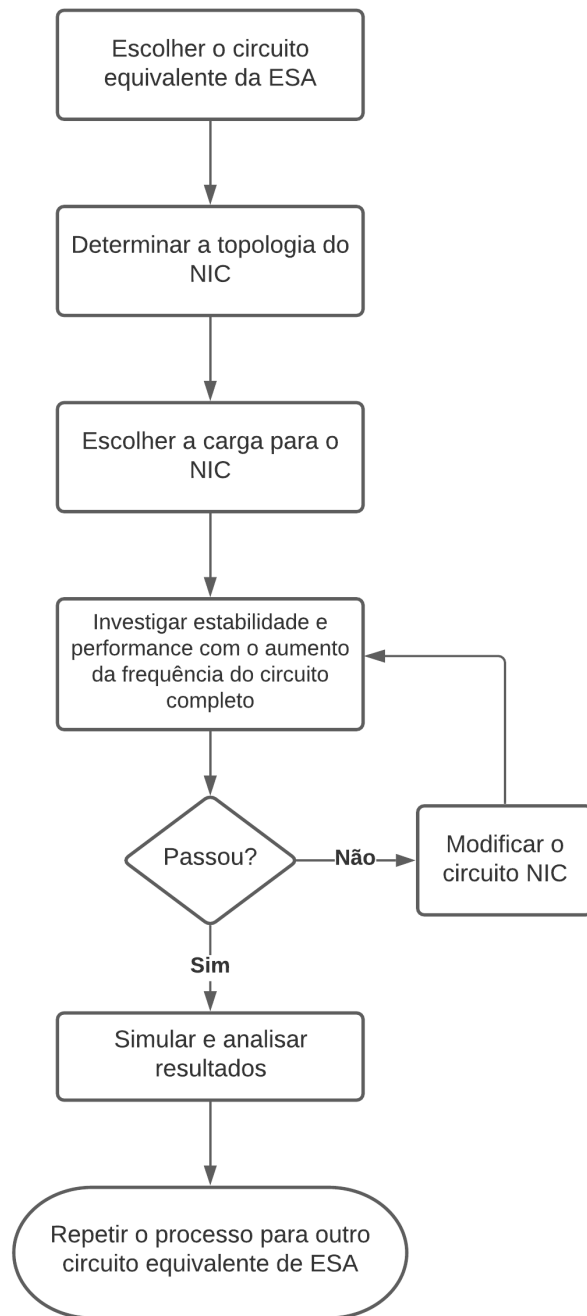 Escolher o circuito
equivalente da ESA
Determinar a topologia do
NIC
Escolher a carga para o
NIC
Investigar estabilidade e
performance com o aumento
da frequência do circuito
completo
Passou?
Não
Modificar o
circuito NIC
Sim
Simular e analisar
resultados
Repetir o processo para outro
circuito equivalente de ESA